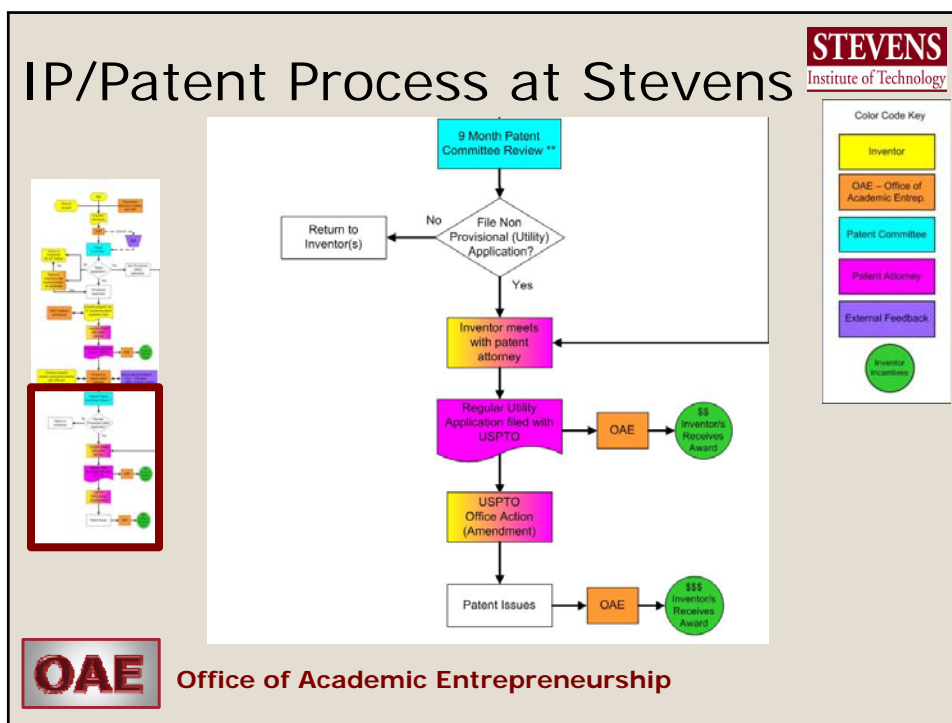 IP/Patent Process at Stevens
STEVENS
Institute of Technology
Color Code Key
Inventor
OAE – Office of
Academic Entrep.
Patent Committee
Patent Attorney
External Feedback
Inventor
Incentives
9 Month Patent
Committee Review **
File Non
Provisional (Utility)
Application?
No
Return to
Inventor(s)
Yes
Inventor meets
with patent
attorney
Regular Utility
Application filed with
USPTO
OAE
$$
Inventor/s
Receives
Award
USPTO
Office Action
(Amendment)
Patent Issues
OAE
$$$
Inventor/s
Receives
Award
OAE
Office of Academic Entrepreneurship